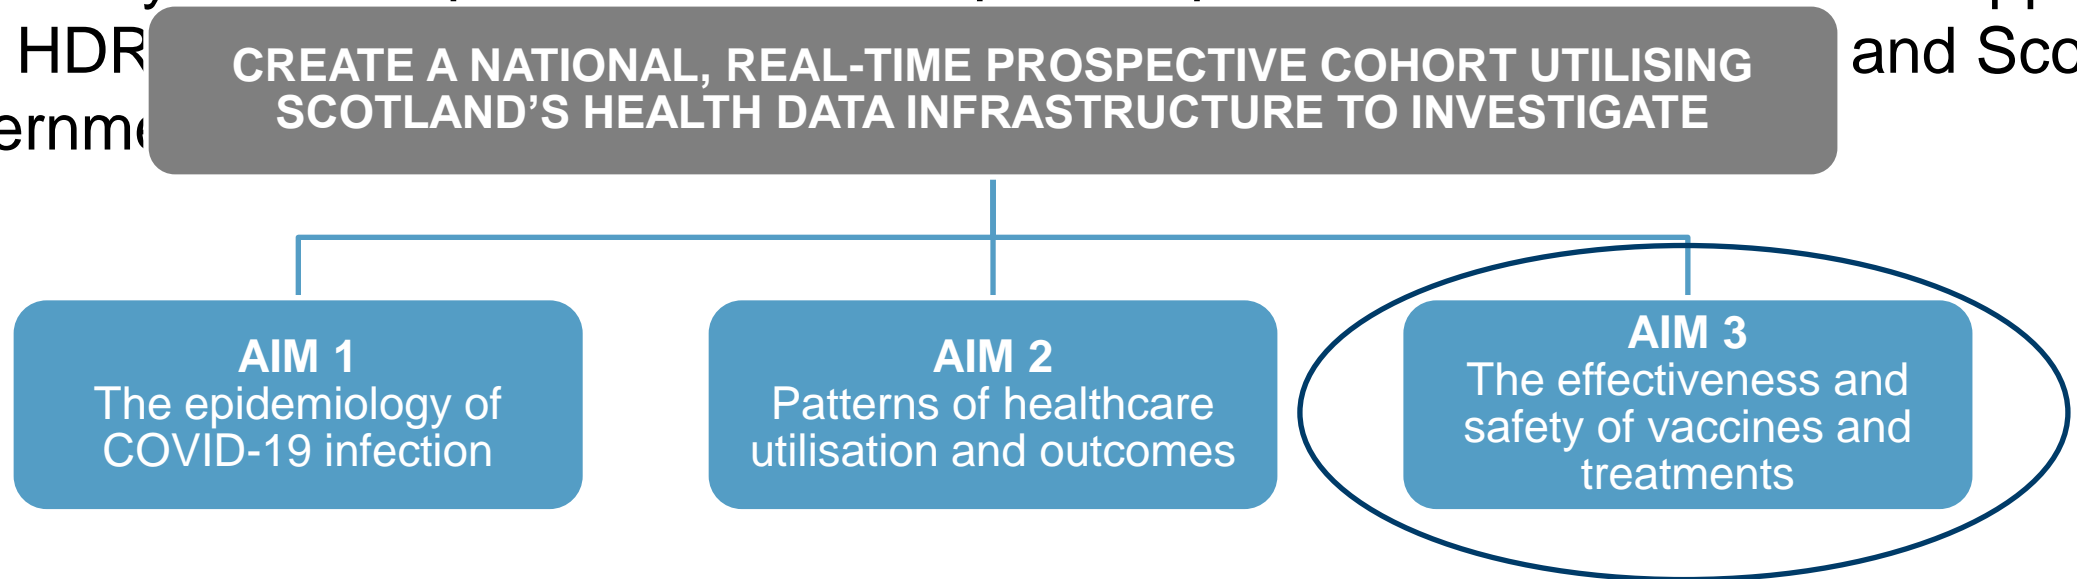 HDR
and Sco
ernme
CREATE A NATIONAL, REAL-TIME PROSPECTIVE COHORT UTILISING
SCOTLAND'S HEALTH DATA INFRASTRUCTURE TO INVESTIGATE
AIM 1
The epidemiology of
COVID-19 infection
AIM 2
Patterns of healthcare
utilisation and outcomes
AIM 3
The effectiveness and
safety of vaccines and
treatments